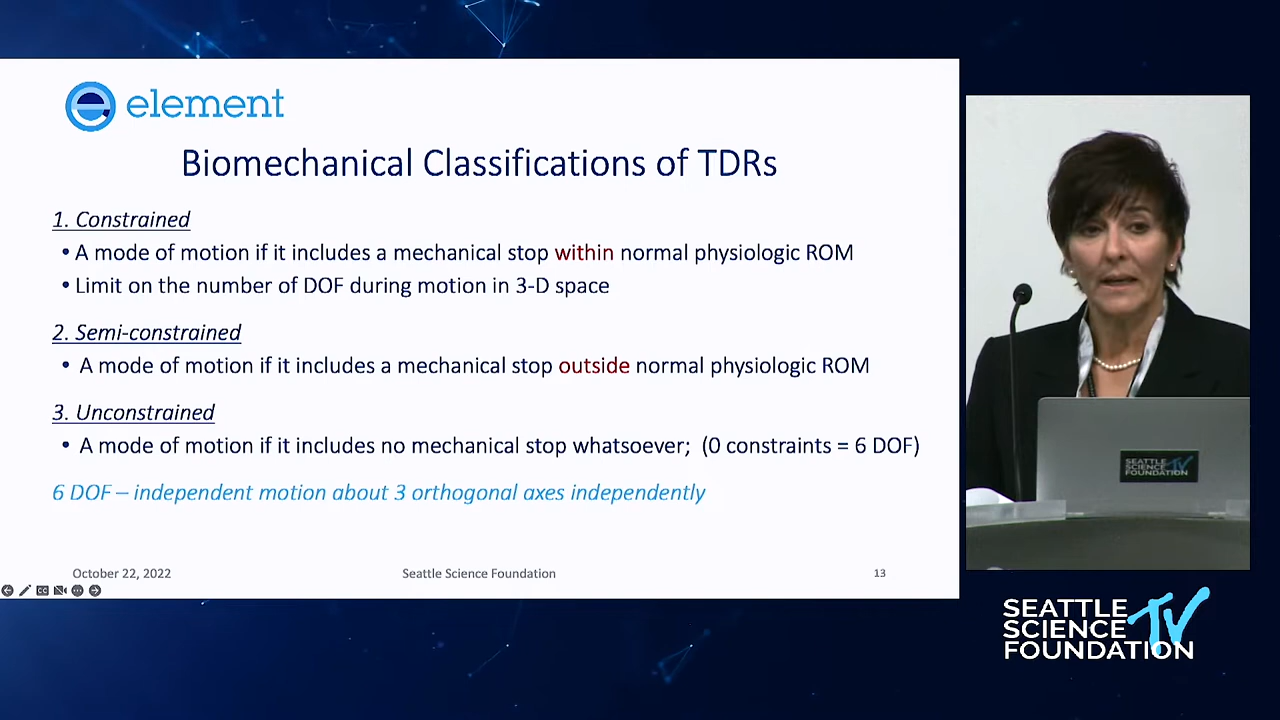 element
Biomechanical Classifications of TDRs
1. Constrained
• A mode of motion if it includes a mechanical stop within normal physiologic ROM
• Limit on the number of DOF during motion in 3-D space
2. Semi-constrained
• A mode of motion if it includes a mechanical stop outside normal physiologic ROM
3. Unconstrained
• A mode of motion if it includes no mechanical stop whatsoever; (0 constraints = 6 DOF)
6 DOF – independent motion about 3 orthogonal axes independently
October 22, 2022
Seattle Science Foundation
13
SEATTLE
SCIENCE TV
FOUNDATION
SEATTLE
SCIENCE TV
FOUNDATION